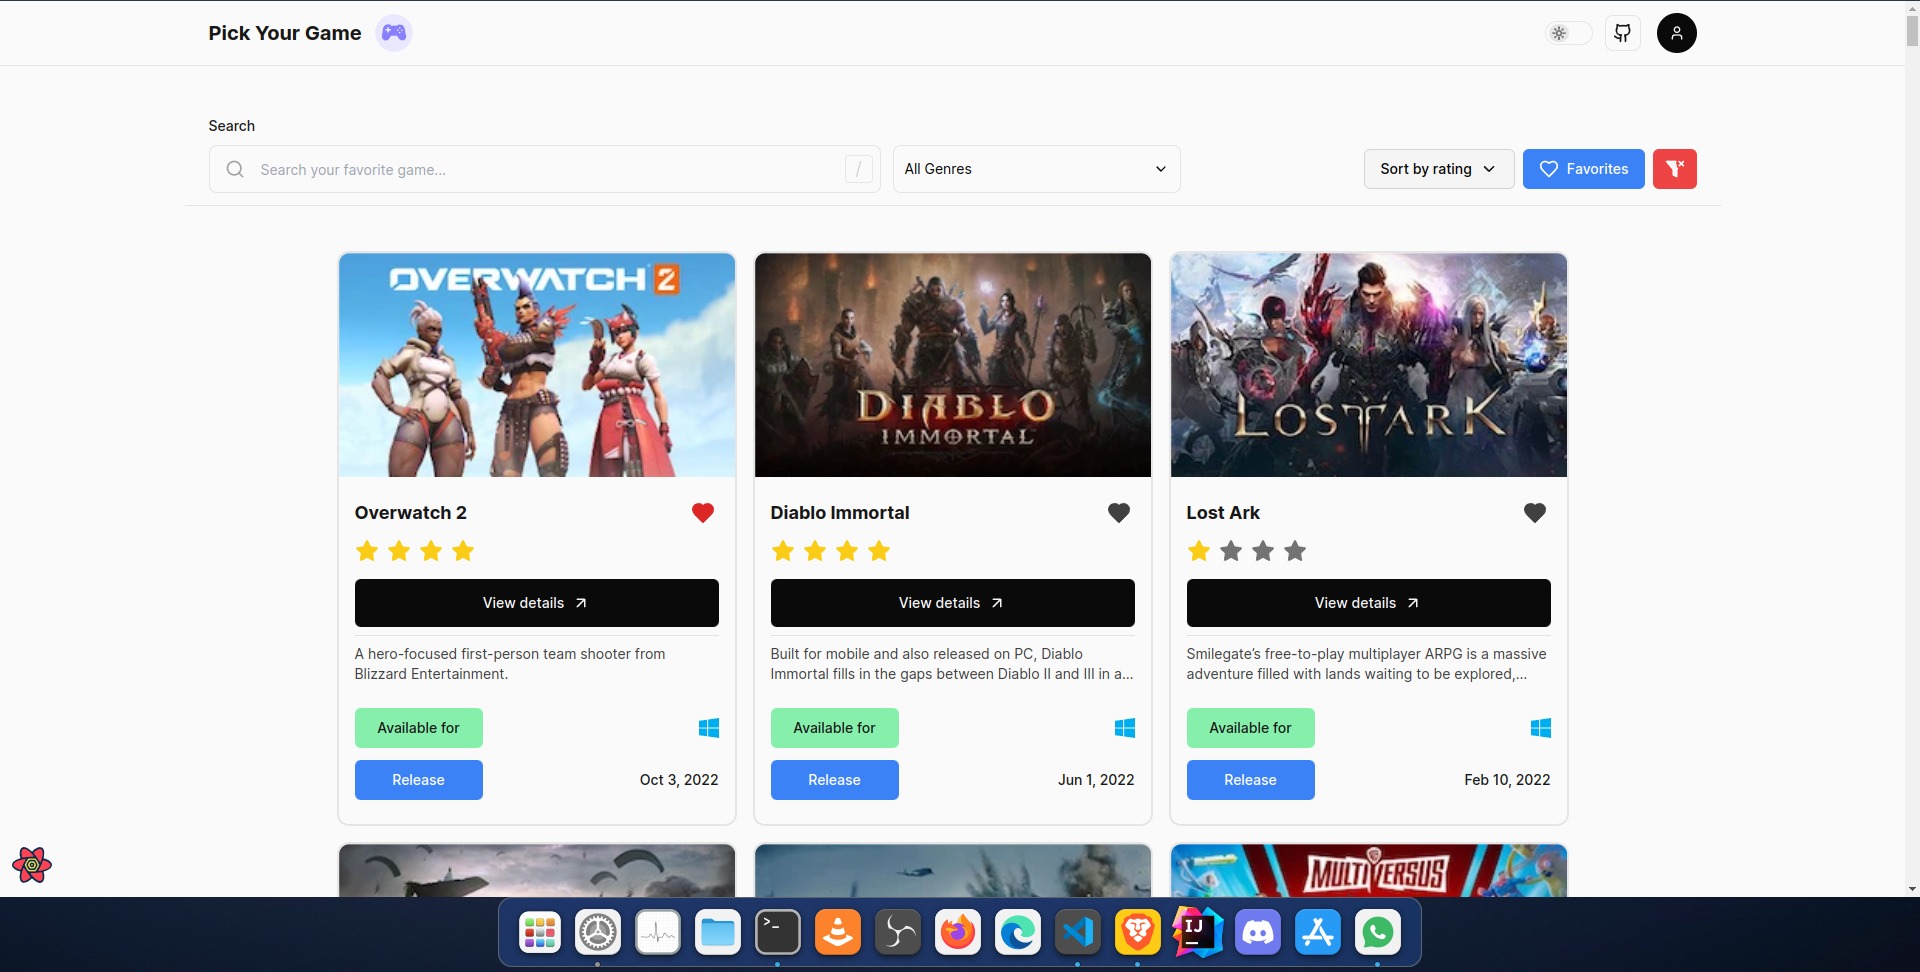 Pick Your Game
Search
Search your favorite game...
/
All Genres
Sort by rating
Favorites
OVERWATCH 2
DIABLO
IMMORTAL
LOST ARK
Overwatch 2
Diablo Immortal
Lost Ark
View details
View details
View details
A hero-focused first-person team shooter from
Blizzard Entertainment.
Built for mobile and also released on PC, Diablo
Immortal fills in the gaps between Diablo II and III in a...
Smilegate’s free-to-play multiplayer ARPG is a massive
adventure filled with lands waiting to be explored,...
Available for
Available for
Available for
Release
Oct 3, 2022
Release
Jun 1, 2022
Release
Feb 10, 2022
MULTIVERSUS
>_
IJ